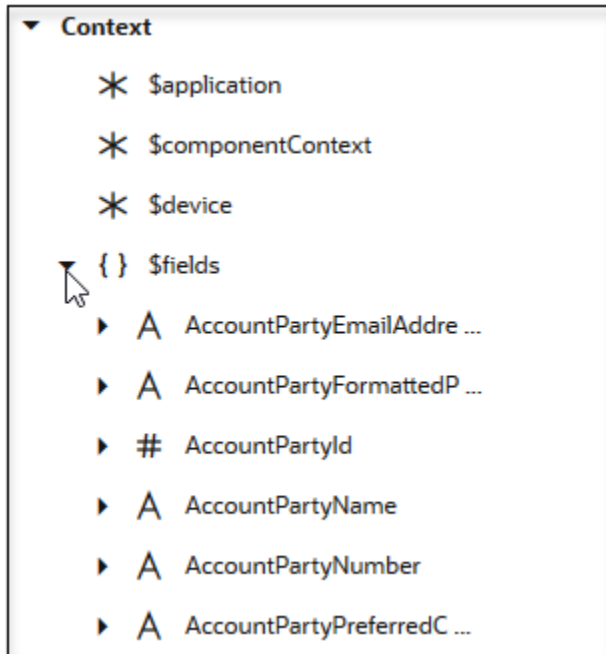 Context
$application
$componentContext
$device
{ } $fields
A AccountPartyEmailAddre ...
A AccountPartyFormattedP ...
# AccountPartyId
A AccountPartyName
A AccountPartyNumber
A AccountPartyPreferredC ...